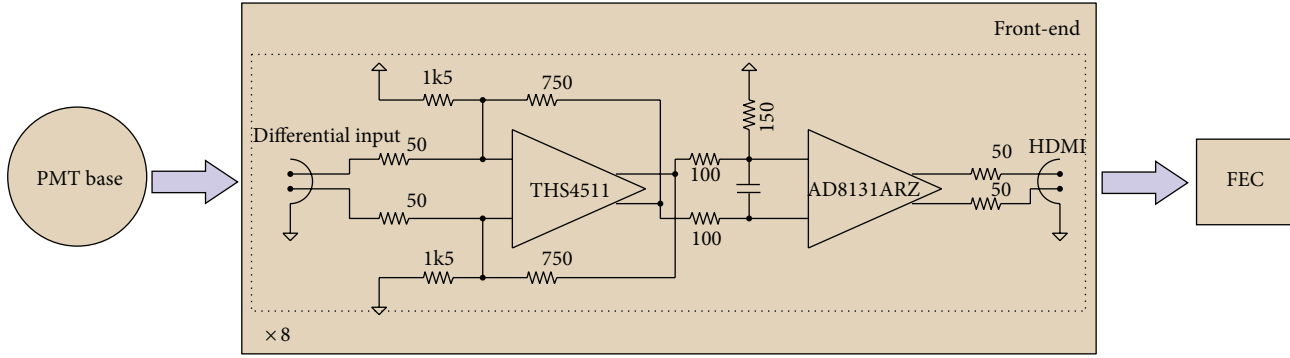 Front-end
1k5
750
150
Differential input
50
100
50
HDMI
PMT base
THS4511
AD8131ARZ
FEC
50
50
100
1k5
750
× 8